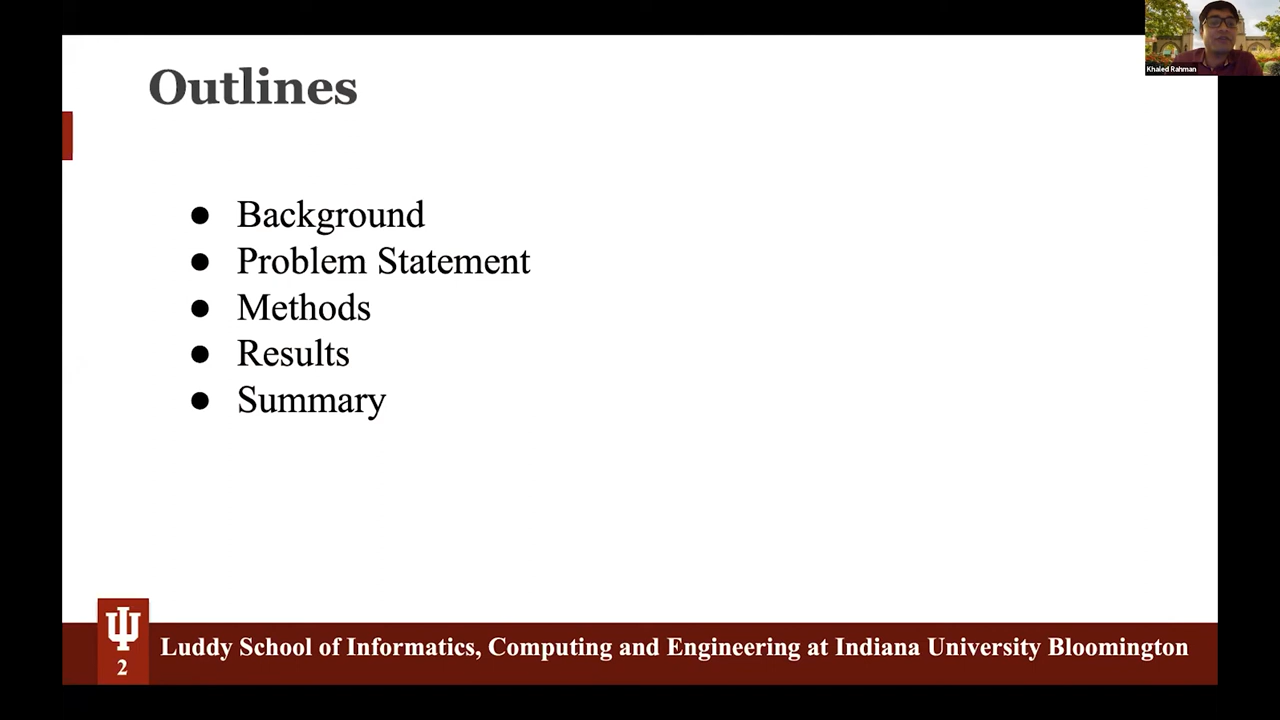 Outlines
Khaled Rahman
● Background
● Problem Statement
● Methods
● Results
● Summary
Luddy School of Informatics, Computing and Engineering at Indiana University Bloomington
2